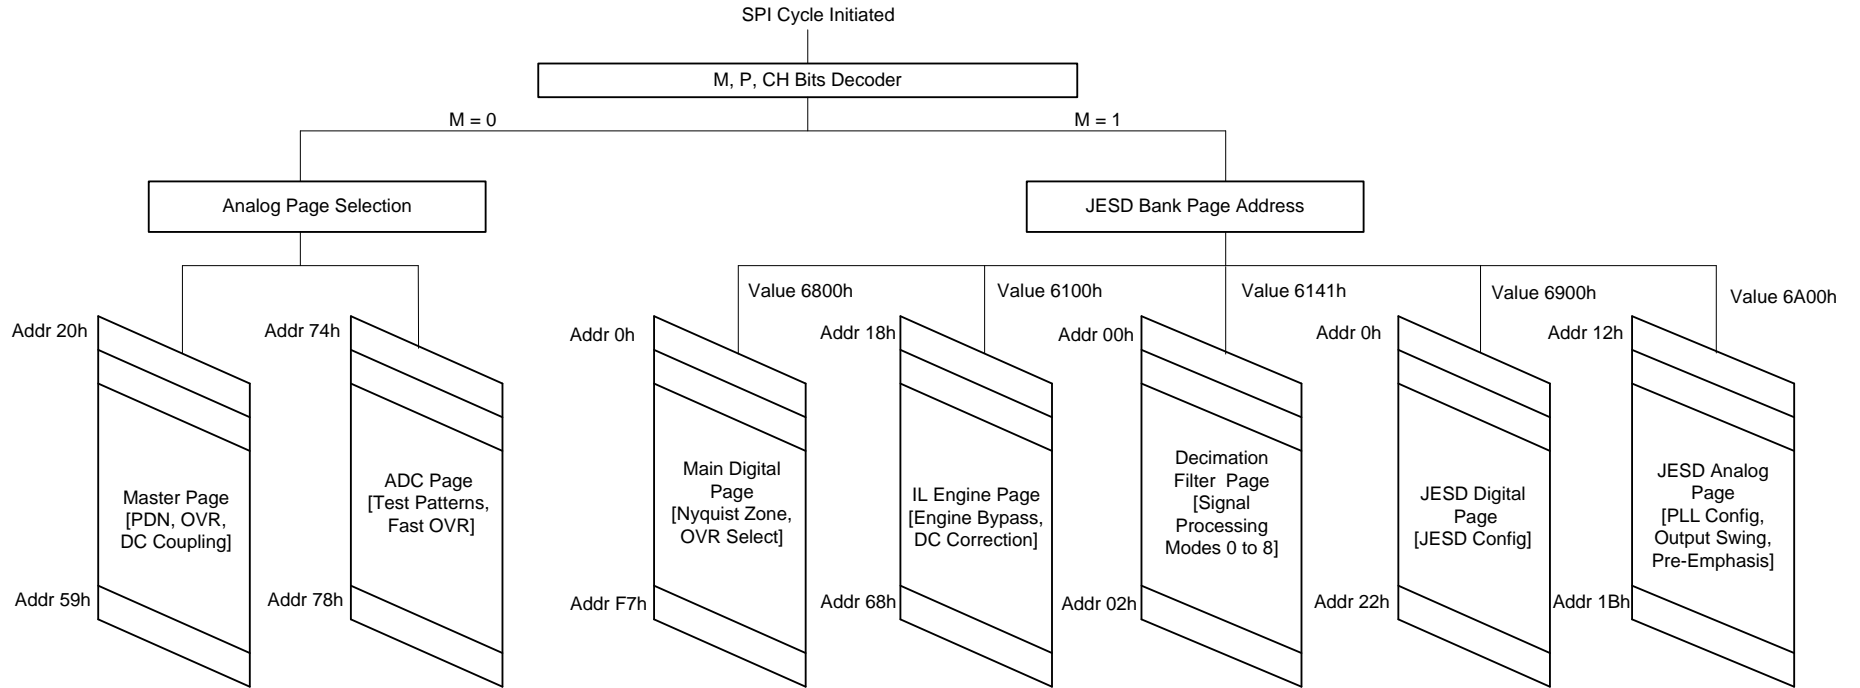 SPI Cycle Initiated
M, P, CH Bits Decoder
M = 0
M = 1
Analog Page Selection
JESD Bank Page Address
Value 6800h
Value 6100h
Value 6141h
Value 6900h
Value 6A00h
Addr 20h
Addr 74h
Addr 0h
Addr 18h
Addr 00h
Addr 0h
Addr 12h
Master Page
[PDN, OVR,
DC Coupling]
ADC Page
[Test Patterns,
Fast OVR]
Main Digital
Page
[Nyquist Zone,
OVR Select]
IL Engine Page
[Engine Bypass,
DC Correction]
Decimation
Filter Page
[Signal
Processing
Modes 0 to 8]
JESD Digital
Page
[JESD Config]
JESD Analog
Page
[PLL Config,
Output Swing,
Pre-Emphasis]
Addr 59h
Addr 78h
Addr F7h
Addr 68h
Addr 02h
Addr 22h
Addr 1Bh